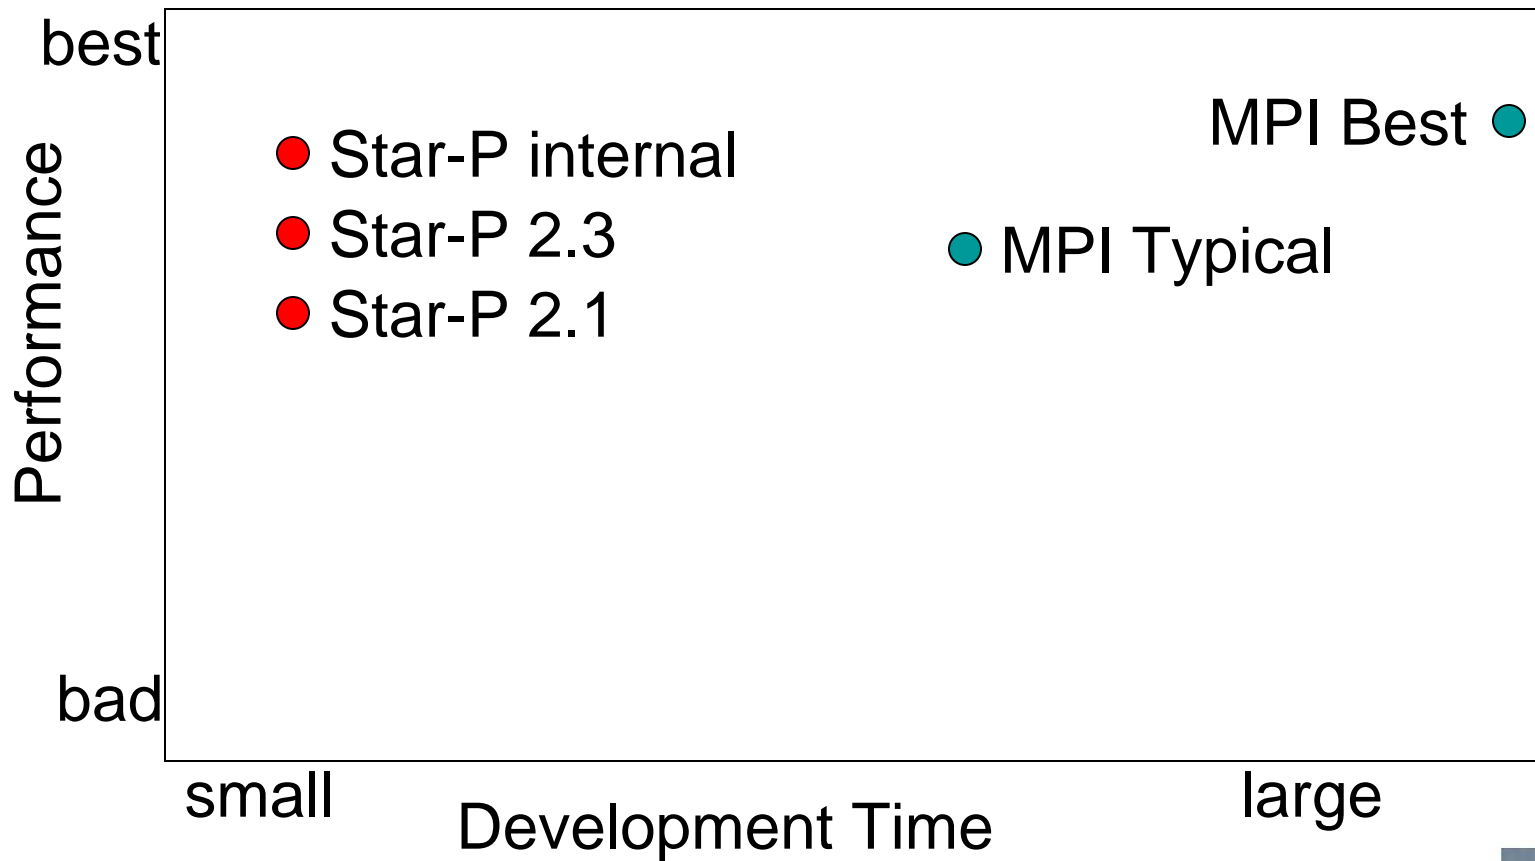 best
MPI Best
Star-P internal
Performance
Star-P 2.3
MPI Typical
Star-P 2.1
bad
small
large
Development Time